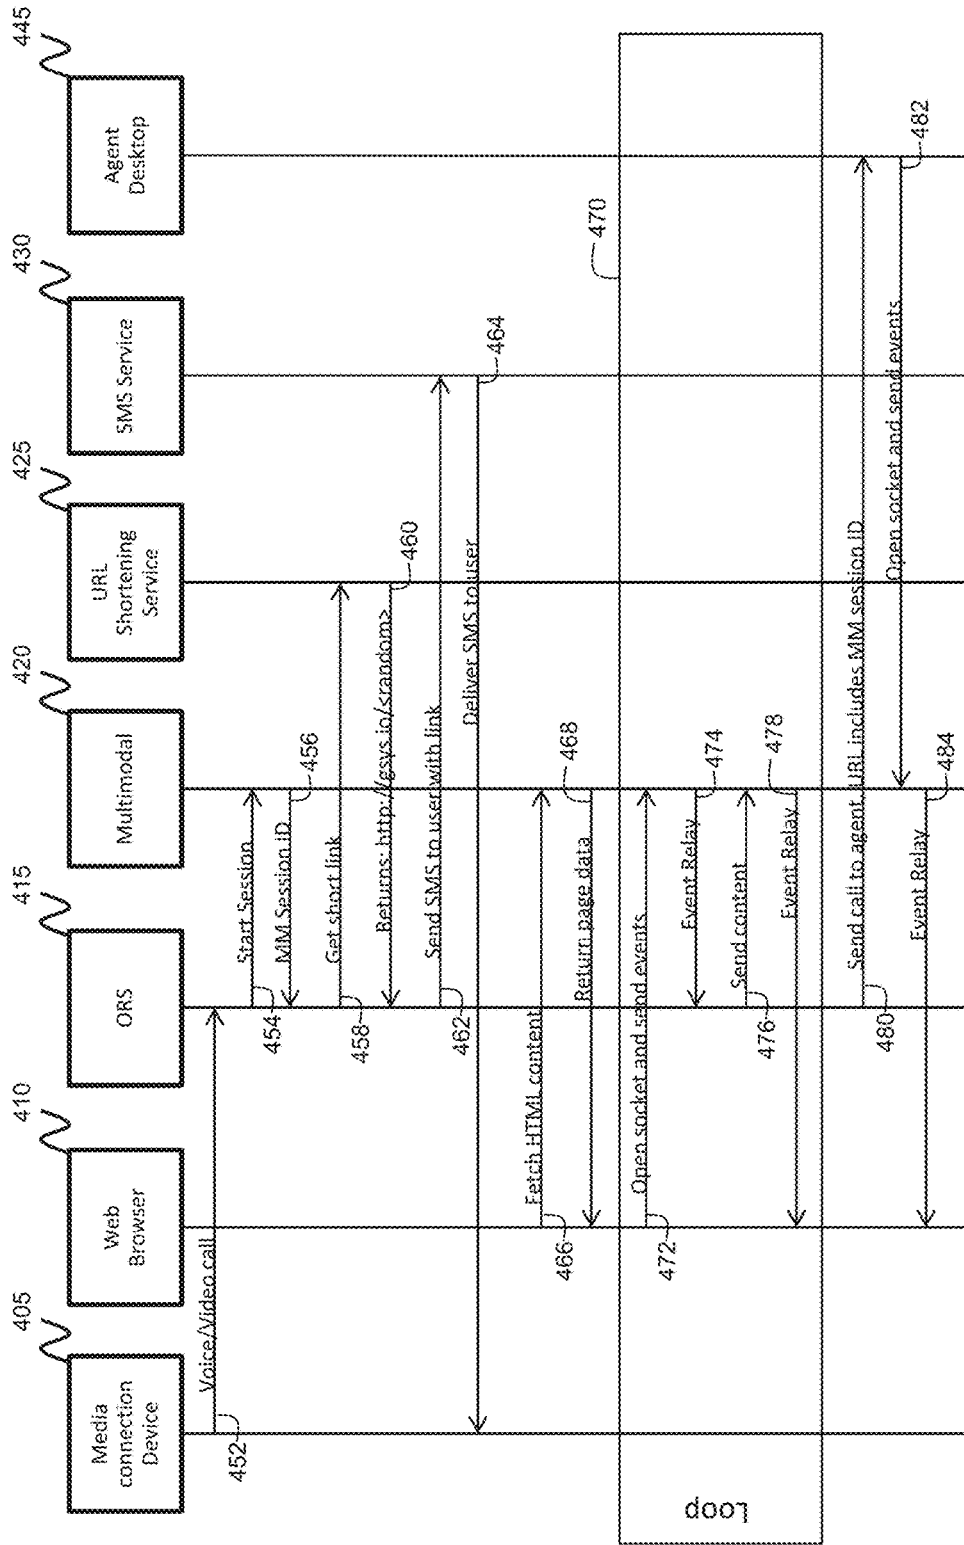 405
410
415
420
425
430
445
Media
connection
Device
Web
Browser
ORS
Multimodal
URL
Shortening
Service
SMS Service
Agent
Desktop
Voice/Video call
452
Start Session
454
MM Session ID
456
Get short link
458
Returns: http://gsys.io/srandom>
460
Send SMS to user with link
462
Deliver SMS to user
464
Fetch HTML content
466
Return page data
468
Loop
470
Open socket and send events
472
Event Relay
474
Send content
476
Event Relay
478
Send call to agent, URL includes MM session ID
480
Open socket and send events
482
Event Relay
484